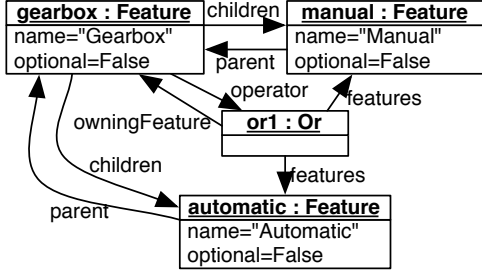 gearbox : Feature
children
manual : Feature
name="Gearbox"
optional=False
name="Manual"
optional=False
parent
operator
features
owningFeature
or1 : Or
children
features
parent
automatic : Feature
name="Automatic"
optional=False